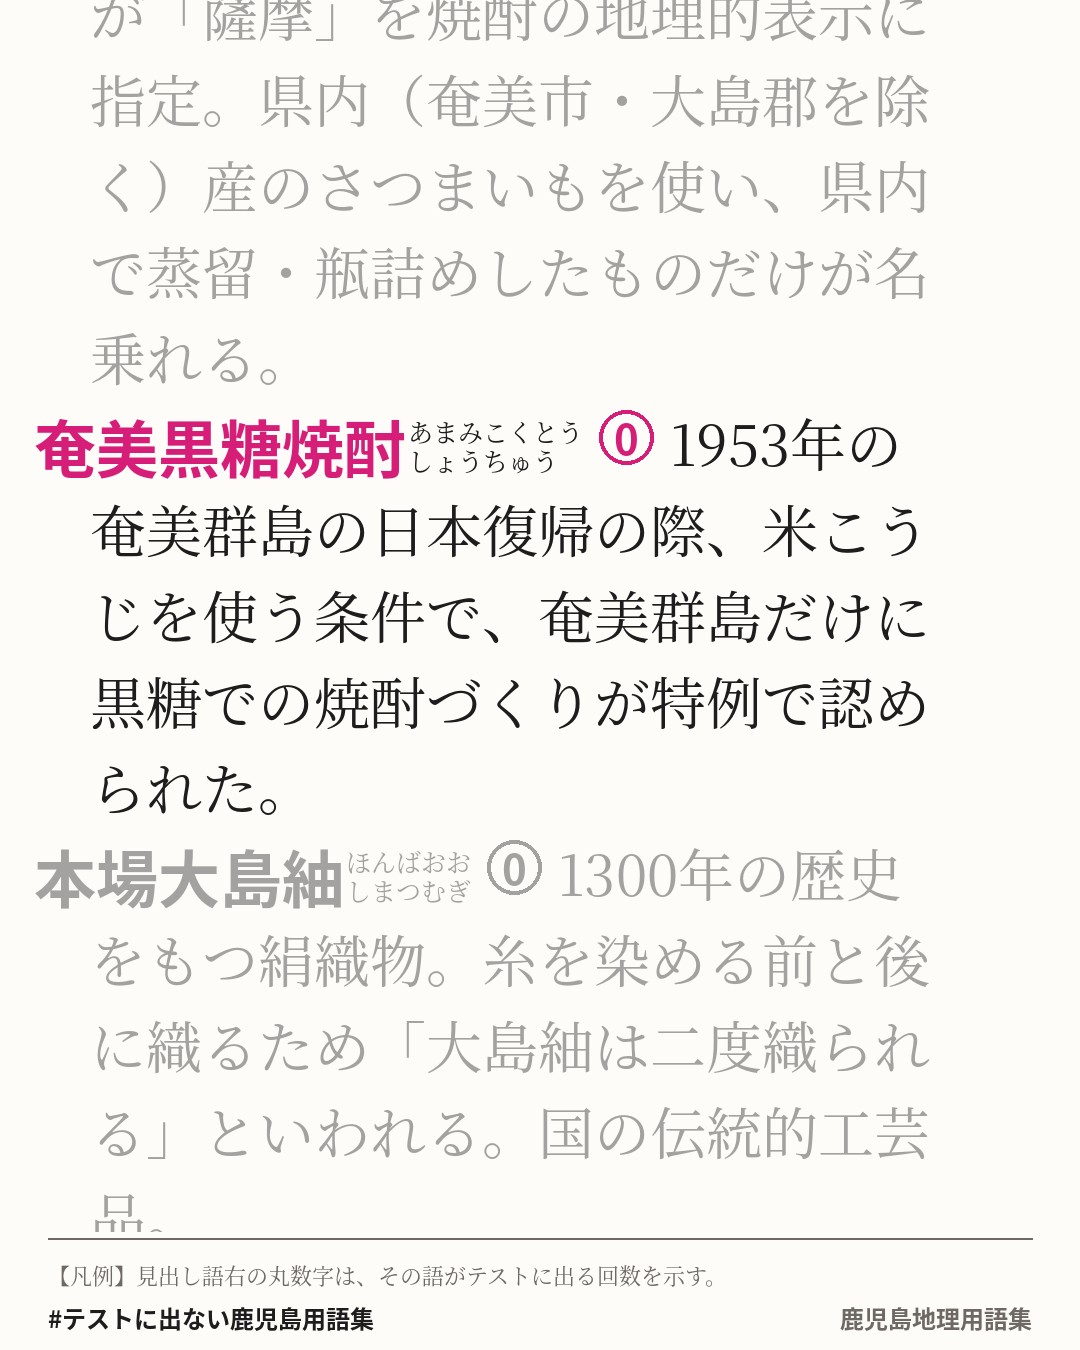 が「薩摩」を焼酎の地理的表示に
指定。県内（奄美市・大島郡を除
く）産のさつまいもを使い、県内
で蒸留・瓶詰めしたものだけが名
乗れる。
奄美黒糖焼酎 あまみこくとうしょうちゅう ⓪ 1953年の
奄美群島の日本復帰の際、米こう
じを使う条件で、奄美群島だけに
黒糖での焼酎づくりが特例で認め
られた。
本場大島紬 ほんばおおしまつむぎ ⓪ 1300年の歴史
をもつ絹織物。糸を染める前と後
に織るため「大島紬は二度織られ
る」といわれる。国の伝統的工芸
品。
【凡例】見出し語右の丸数字は、その語がテストに出る回数を示す。
#テストに出ない鹿児島用語集
鹿児島地理用語集